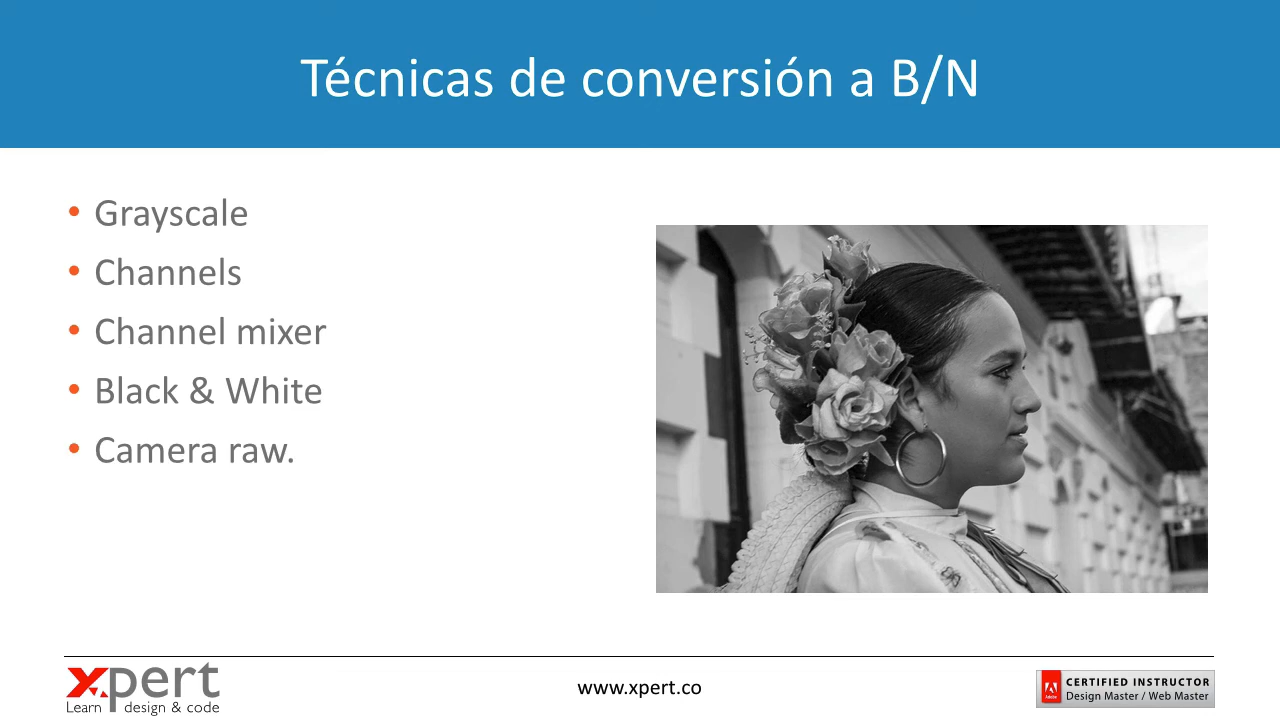 Técnicas de conversión a B/N
• Grayscale
• Channels
• Channel mixer
• Black & White
• Camera raw.
xpert
Learn design & code
www.xpert.co
Adobe
CERTIFIED INSTRUCTOR
Design Master / Web Master